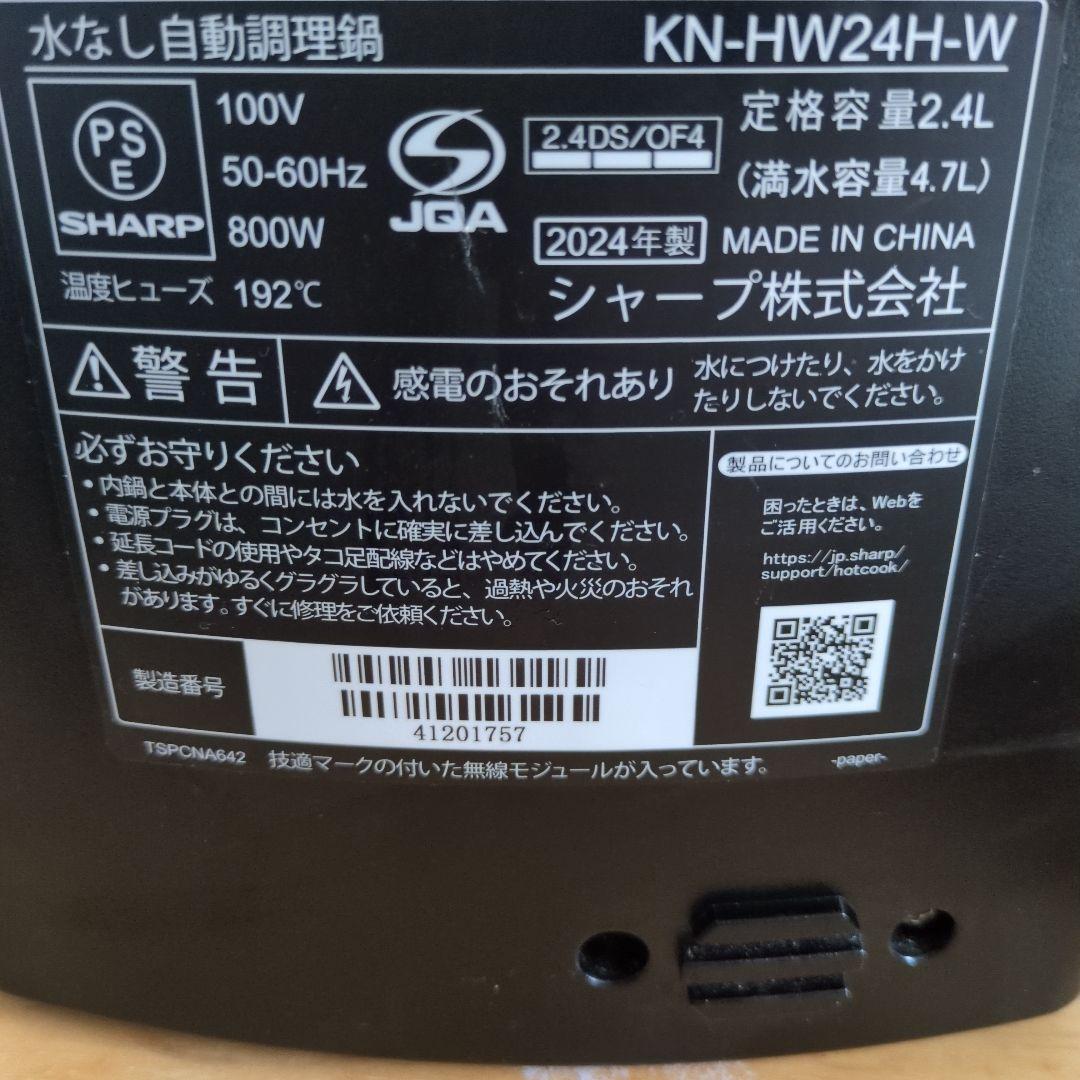 水なし自動調理鍋 KN-HW24H-W
PSE
SHARP
100V
50-60Hz
800W
JQA
2.4DS/OF4
定格容量2.4L
(満水容量4.7L)
2024年製 MADE IN CHINA
温度ヒューズ 192℃
シャープ株式会社
警告
感電のおそれあり
水につけたり、水をかけ
たりしないでください。
必ずお守りください
・内鍋と本体との間には水を入れないでください。
・電源プラグは、コンセントに確実に差し込んでください。
・延長コードの使用やタコ足配線などはやめてください。
・差し込みがゆるくグラグラしていると、過熱や火災のおそれ
があります。すぐに修理をご依頼ください。
製品についてのお問い合わせ
困ったときは、Webを
ご活用ください。
https://jp.sharp/
support/hotcook/
製造番号
41201757
TSPCNA642 技適マークの付いた無線モジュールが入っています。 -paper-